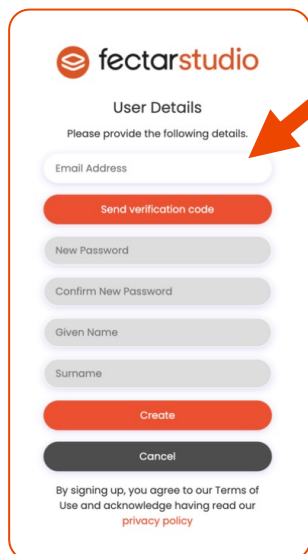 fectarstudio
User Details
Please provide the following details.
Email Address
Send verification code
New Password
Confirm New Password
Given Name
Surname
Create
Cancel
By signing up, you agree to our Terms of
Use and acknowledge having read our
privacy policy